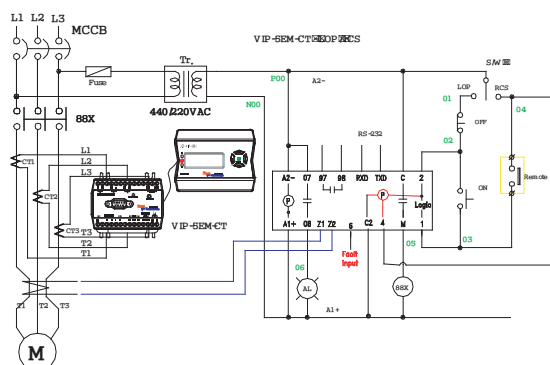 L1 L2 L3
MCCB
Tr.
Fuse
440/220VAC
88X
L1
CT1
L2
L3
CT2
CT3
T3
T2
T1
VIP-5EM-CT
T1 T2 T3
M
P00
A2-
N00
RS-232
S/W
LOP
RCS
01
04
OFF
02
ON
03
Remote
A2- 07 97 98 RXD TXD C 2
P
P
Logic
A1+ 08 Z1 Z2 6 C2 4 M 1
Fault
Input
05
06
AL
88X
A1+